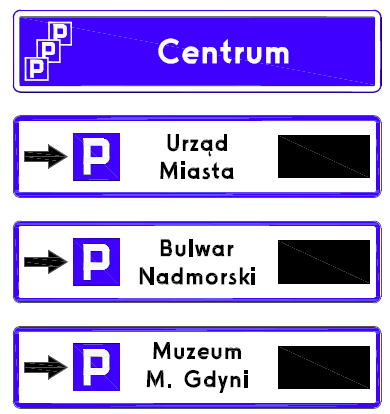 P P P Centrum
P Urząd
Miasta
P Bulwar
Nadmorski
P Muzeum
M. Gdyni